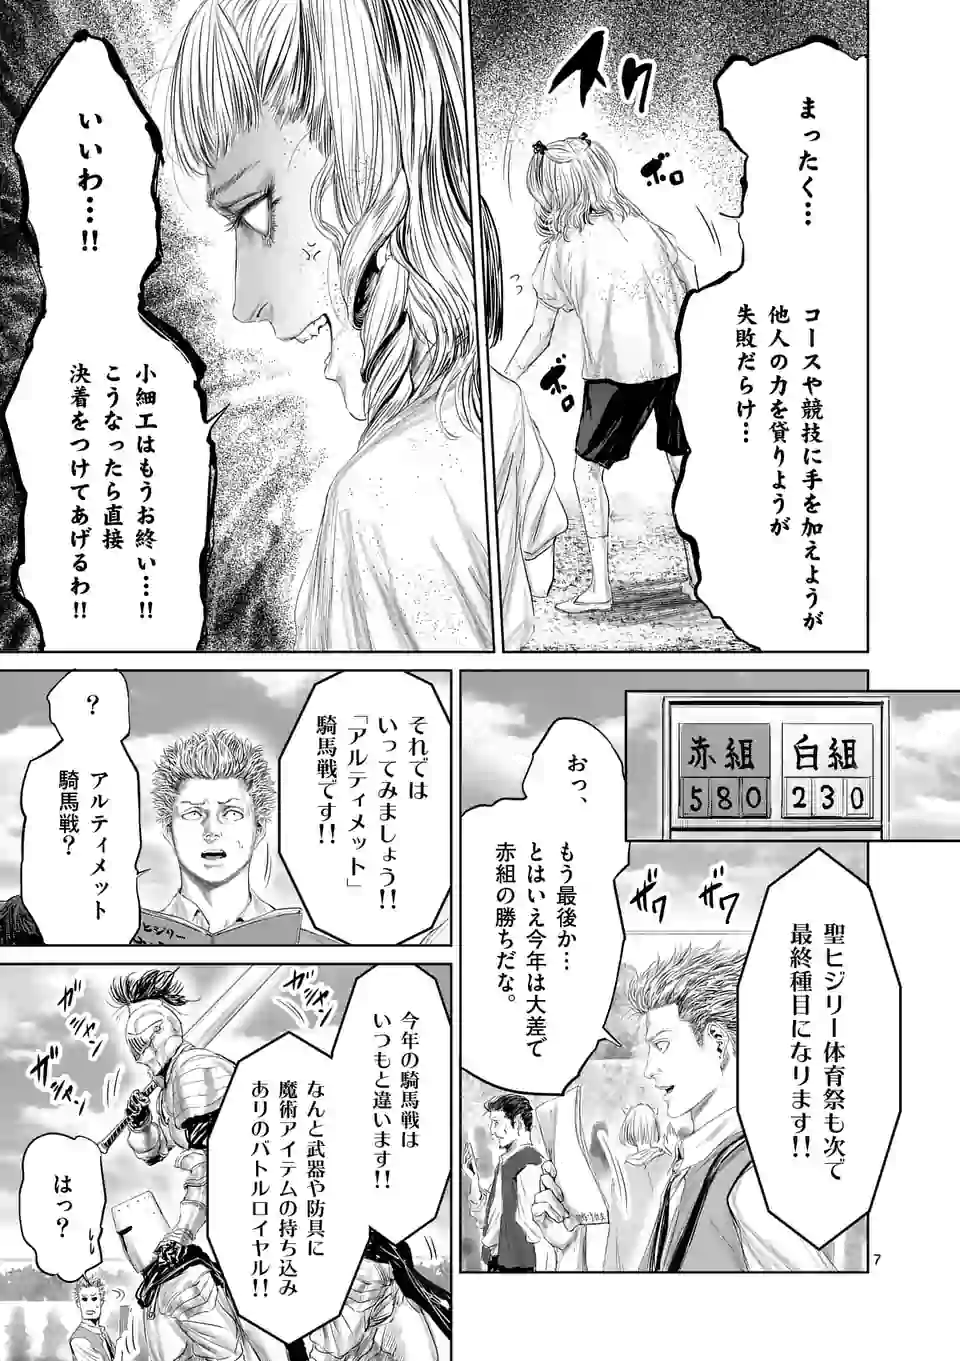 まったく…
コースや競技に手を加えようが
他人の力を貸りようが
失敗だらけ…
スク
ボロ
ボロ
いいわ…!!
小細工はもうお終い…!!
こうなったら直接
決着をつけてあげるわ!!
赤組
白組
580
230
聖ヒジリー体育祭も次で
最終種目になります!!
ザワ
ザワ
おっ、
もう最後か…
とはいえ今年は大差で
赤組の勝ちだな。
それでは
いってみましょう!!
「アルティメット」
騎馬戦です!!
?
アルティメット
騎馬戦?
ヒジリー
今年の騎馬戦は
いつもと違います!!
なんと武器や防具に
魔術アイテムの持ち込み
ありのバトルロイヤル!!
ガシャン
ガシャン
ガシャン
はっ?
7